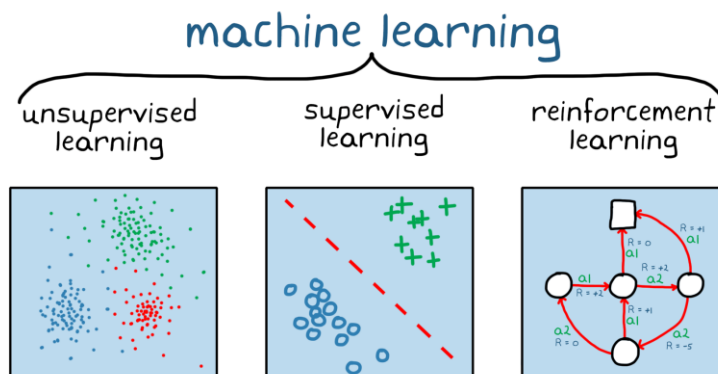 machine learning
unsupervised
learning
supervised
learning
reinforcement
learning
R = +1
a1
R = 0
a1
a1
R = +2
R = +2
a2
R = +1
a1
a2
R = 0
a2
R = -5